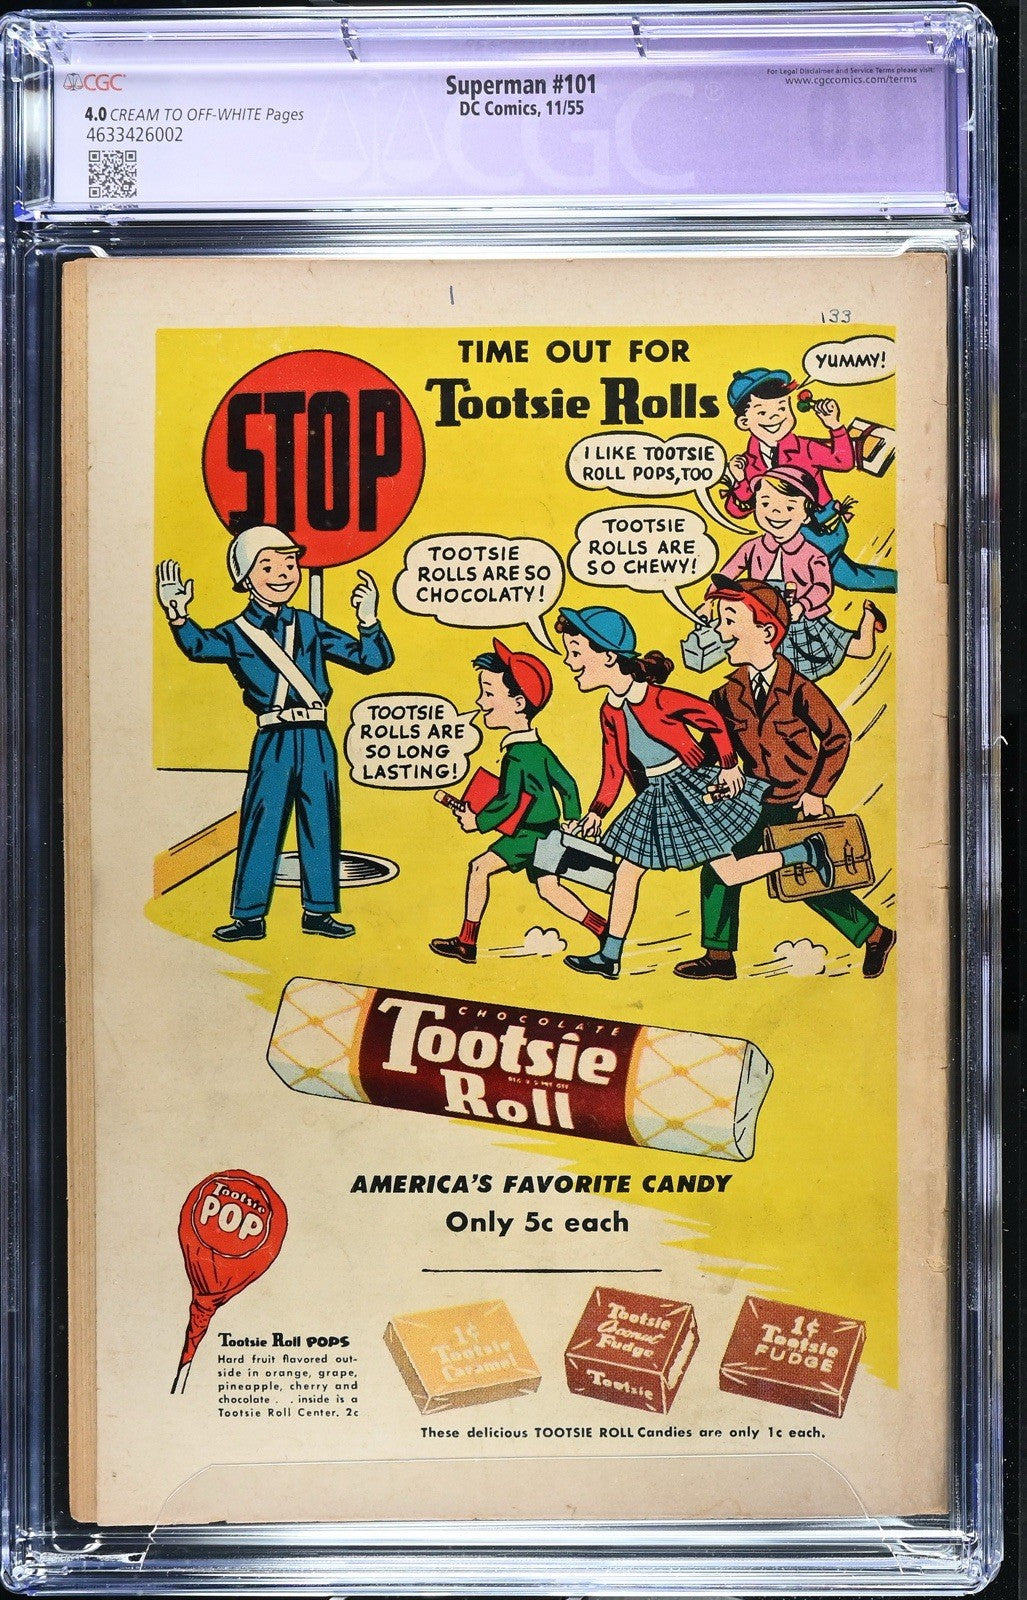 CGC
Superman #101
For Legal Disclaimer and Service Terms please visit:
www.cgccomics.com/terms
4.0 CREAM TO OFF-WHITE Pages
DC Comics, 11/55
4633426002
CGC
133
TIME OUT FOR
Tootsie Rolls
STOP
YUMMY!
I LIKE TOOTSIE
ROLL POPS, TOO
TOOTSIE
ROLLS ARE
SO CHEWY!
TOOTSIE
ROLLS ARE SO
CHOCOLATY!
TOOTSIE
ROLLS ARE
SO LONG
LASTING!
CHOCOLATE
Tootsie
REG. U.S. PAT. OFF.
Roll
AMERICA'S FAVORITE CANDY
Only 5c each
Tootsie
POP
Tootsie Roll POPS
Hard fruit flavored out-
side in orange, grape,
pineapple, cherry and
chocolate . . inside is a
Tootsie Roll Center. 2c
1¢
Tootsie
Caramel
Tootsie
Coconut
Fudge
Tootsie
1¢
Tootsie
FUDGE
These delicious TOOTSIE ROLL Candies are only 1c each.